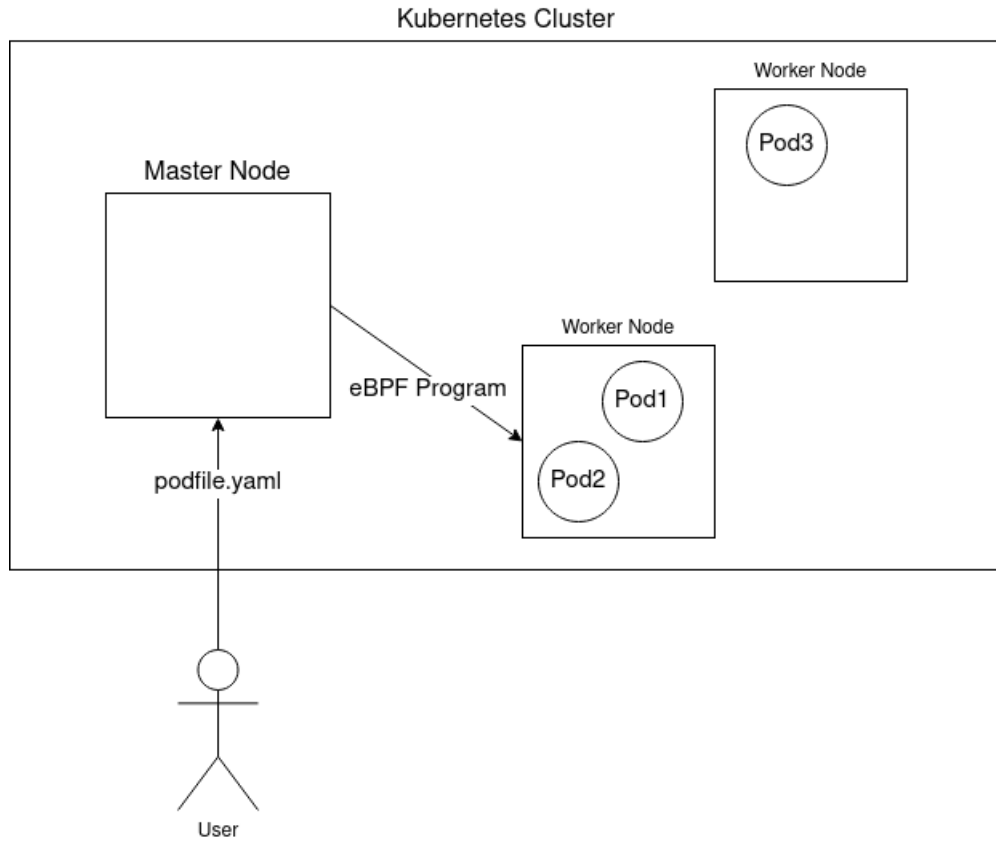 Kubernetes Cluster
Worker Node
Pod3
Master Node
Worker Node
eBPF Program
Pod1
Pod2
podfile.yaml
User